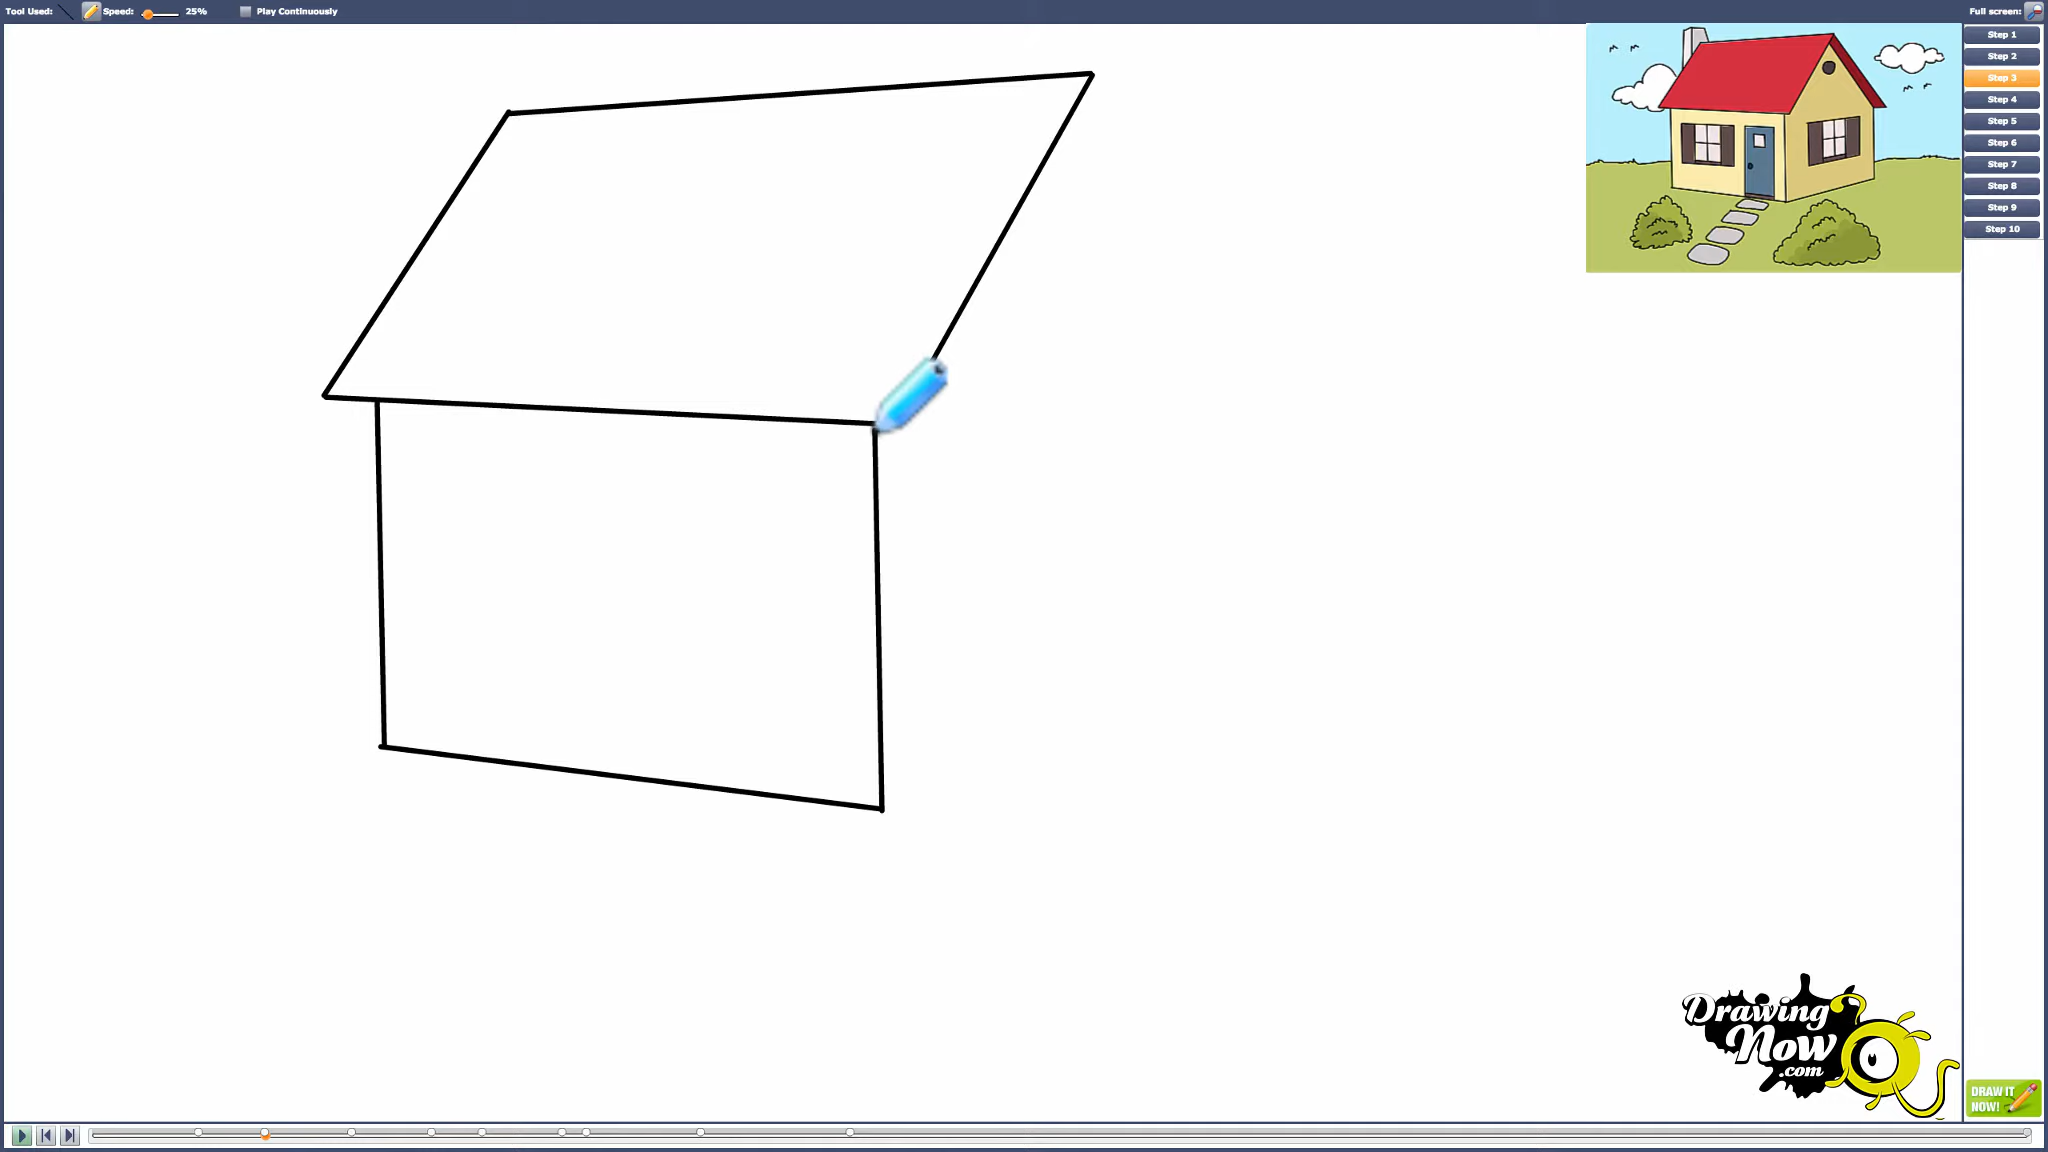 Tool Used: Speed: 25% Play Continuously Full screen:
Step 1
Step 2
Step 3
Step 4
Step 5
Step 6
Step 7
Step 8
Step 9
Step 10
Drawing
Now
.com
DRAW IT
NOW!